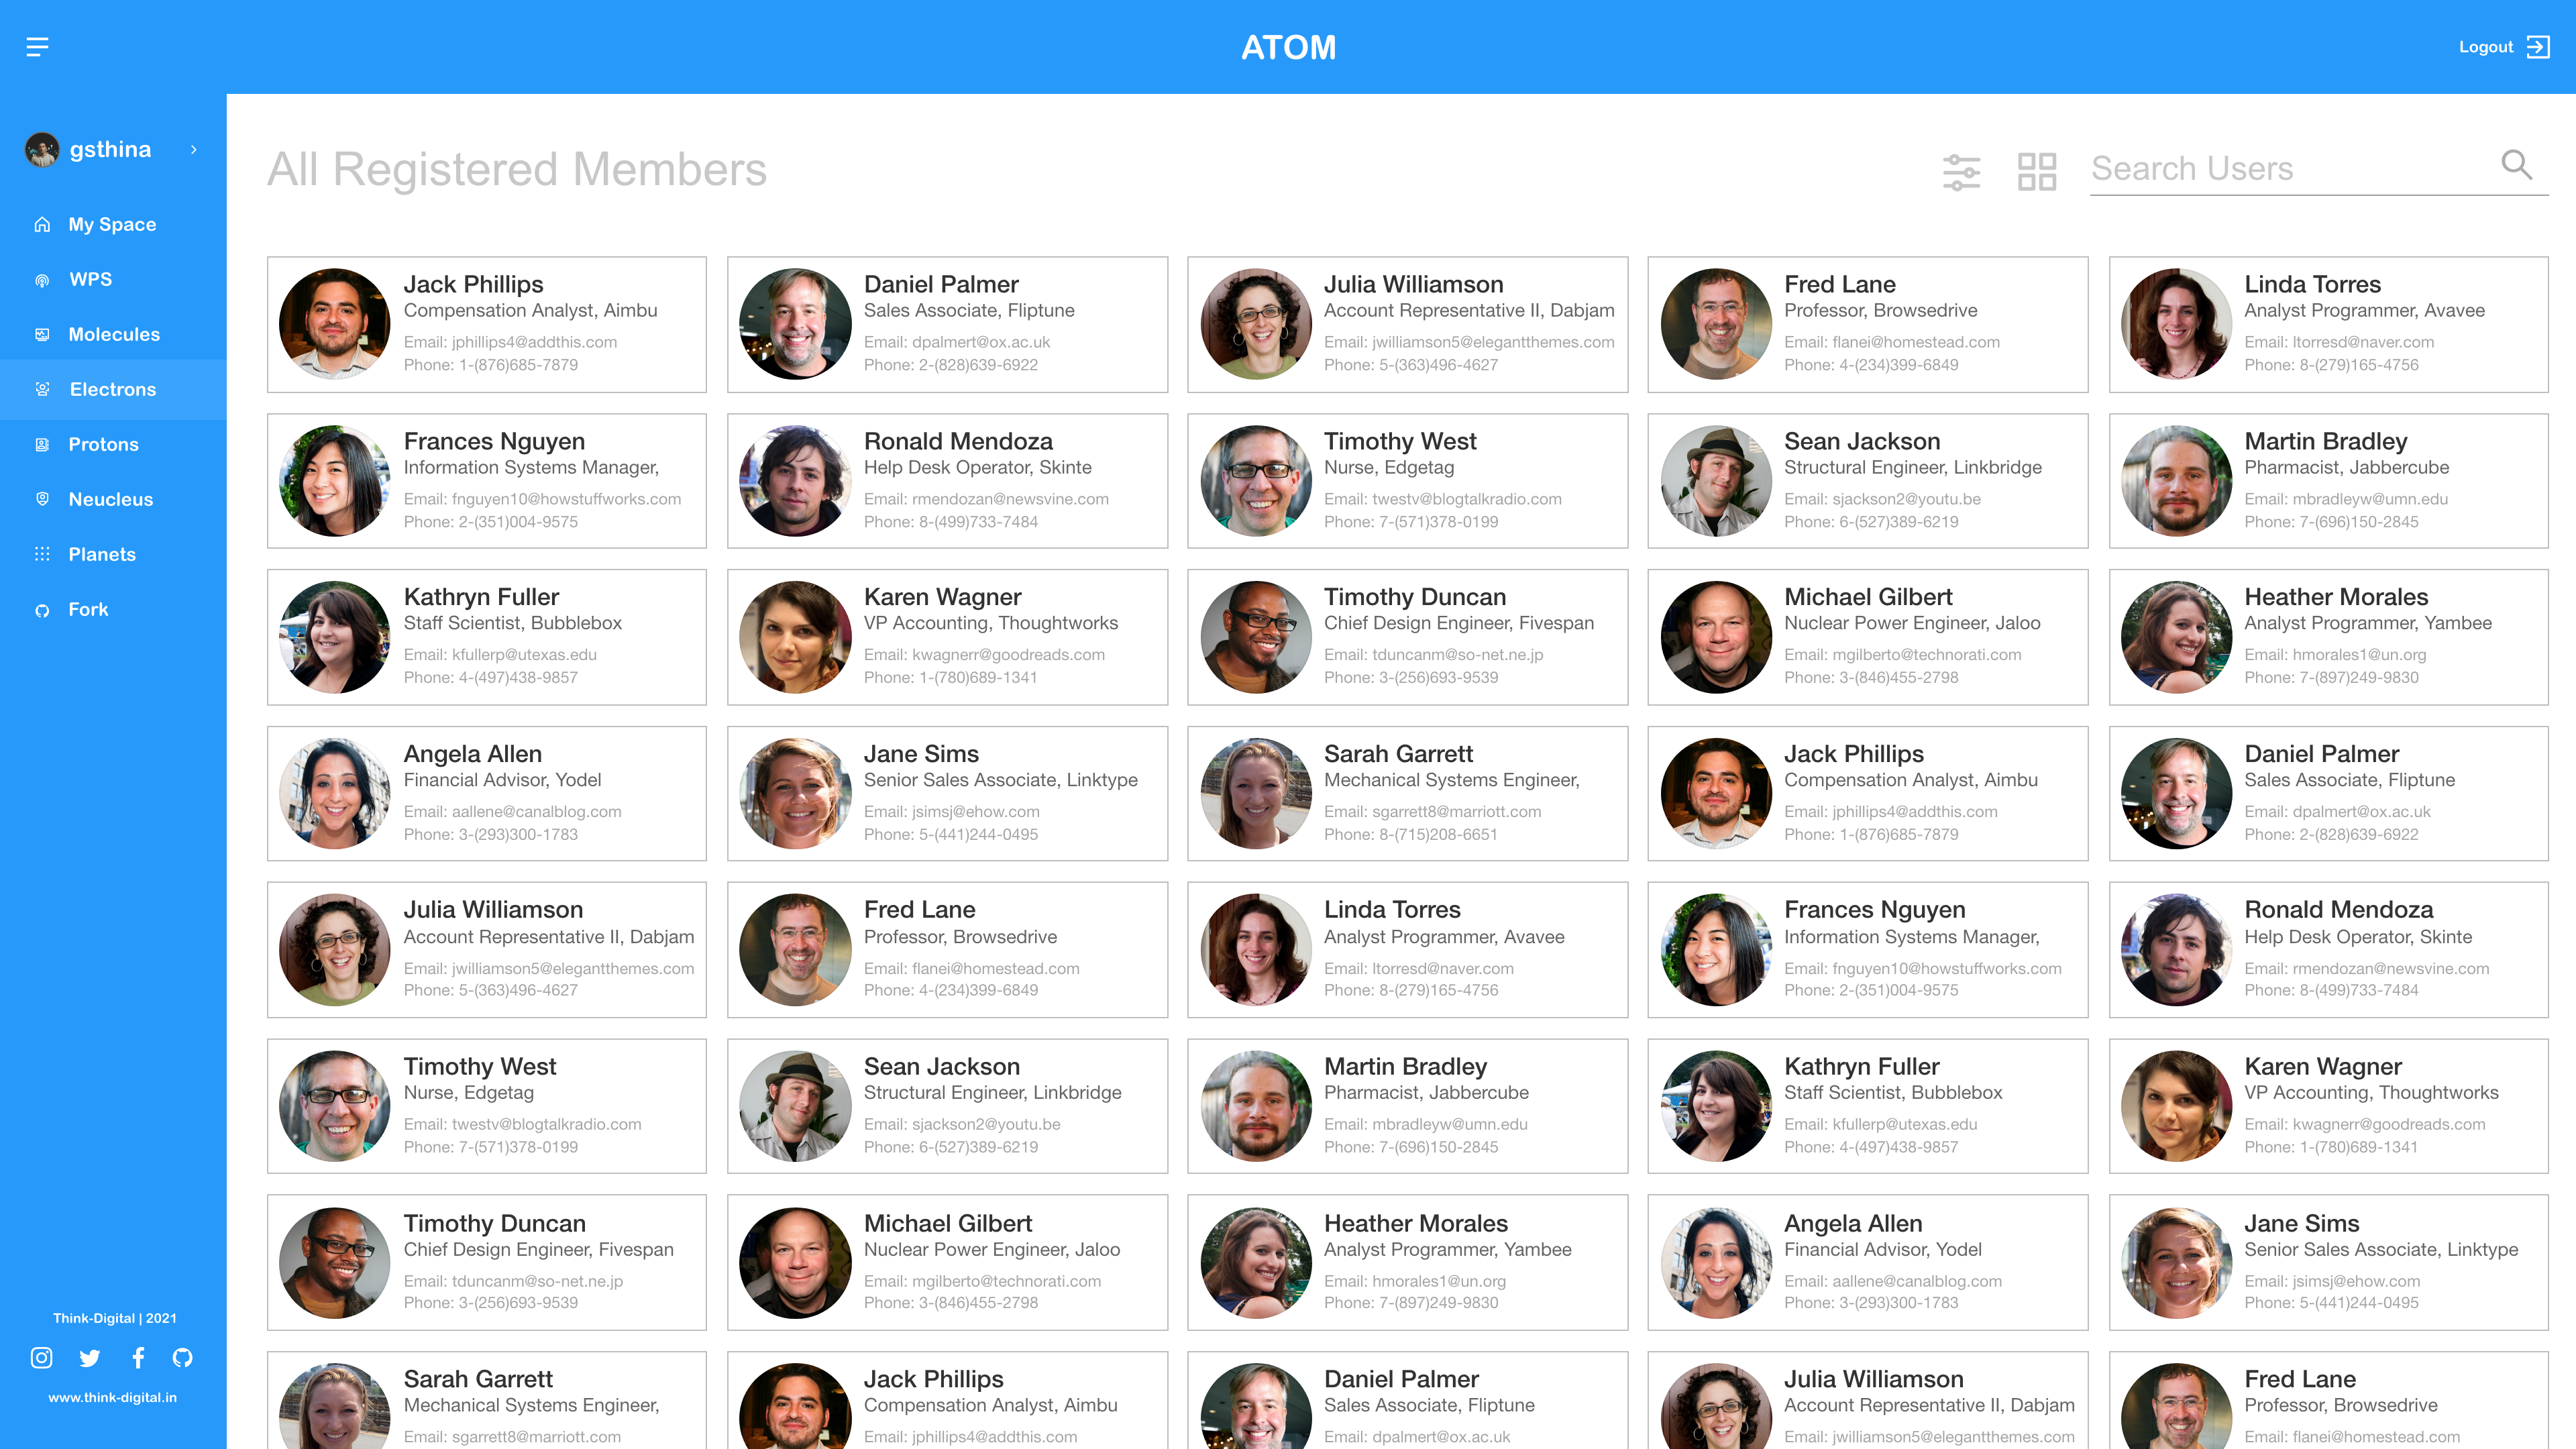 ATOM
Logout
gsthina
My Space
WPS
Molecules
Electrons
Protons
Neucleus
Planets
Fork
Think-Digital | 2021
www.think-digital.in
All Registered Members
Search Users
Jack Phillips
Compensation Analyst, Aimbu
Email: jphillips4@addthis.com
Phone: 1-(876)685-7879
Daniel Palmer
Sales Associate, Fliptune
Email: dpalmert@ox.ac.uk
Phone: 2-(828)639-6922
Julia Williamson
Account Representative II, Dabjam
Email: jwilliamson5@elegantthemes.com
Phone: 5-(363)496-4627
Fred Lane
Professor, Browsedrive
Email: flanei@homestead.com
Phone: 4-(234)399-6849
Linda Torres
Analyst Programmer, Avavee
Email: ltorresd@naver.com
Phone: 8-(279)165-4756
Frances Nguyen
Information Systems Manager,
Email: fnguyen10@howstuffworks.com
Phone: 2-(351)004-9575
Ronald Mendoza
Help Desk Operator, Skinte
Email: rmendozan@newsvine.com
Phone: 8-(499)733-7484
Timothy West
Nurse, Edgetag
Email: twestv@blogtalkradio.com
Phone: 7-(571)378-0199
Sean Jackson
Structural Engineer, Linkbridge
Email: sjackson2@youtu.be
Phone: 6-(527)389-6219
Martin Bradley
Pharmacist, Jabbercube
Email: mbradleyw@umn.edu
Phone: 7-(696)150-2845
Kathryn Fuller
Staff Scientist, Bubblebox
Email: kfullerp@utexas.edu
Phone: 4-(497)438-9857
Karen Wagner
VP Accounting, Thoughtworks
Email: kwagnerr@goodreads.com
Phone: 1-(780)689-1341
Timothy Duncan
Chief Design Engineer, Fivespan
Email: tduncanm@so-net.ne.jp
Phone: 3-(256)693-9539
Michael Gilbert
Nuclear Power Engineer, Jaloo
Email: mgilberto@technorati.com
Phone: 3-(846)455-2798
Heather Morales
Analyst Programmer, Yambee
Email: hmorales1@un.org
Phone: 7-(897)249-9830
Angela Allen
Financial Advisor, Yodel
Email: aallene@canalblog.com
Phone: 3-(293)300-1783
Jane Sims
Senior Sales Associate, Linktype
Email: jsimsj@ehow.com
Phone: 5-(441)244-0495
Sarah Garrett
Mechanical Systems Engineer,
Email: sgarrett8@marriott.com
Phone: 8-(715)208-6651
Jack Phillips
Compensation Analyst, Aimbu
Email: jphillips4@addthis.com
Phone: 1-(876)685-7879
Daniel Palmer
Sales Associate, Fliptune
Email: dpalmert@ox.ac.uk
Phone: 2-(828)639-6922
Julia Williamson
Account Representative II, Dabjam
Email: jwilliamson5@elegantthemes.com
Phone: 5-(363)496-4627
Fred Lane
Professor, Browsedrive
Email: flanei@homestead.com
Phone: 4-(234)399-6849
Linda Torres
Analyst Programmer, Avavee
Email: ltorresd@naver.com
Phone: 8-(279)165-4756
Frances Nguyen
Information Systems Manager,
Email: fnguyen10@howstuffworks.com
Phone: 2-(351)004-9575
Ronald Mendoza
Help Desk Operator, Skinte
Email: rmendozan@newsvine.com
Phone: 8-(499)733-7484
Timothy West
Nurse, Edgetag
Email: twestv@blogtalkradio.com
Phone: 7-(571)378-0199
Sean Jackson
Structural Engineer, Linkbridge
Email: sjackson2@youtu.be
Phone: 6-(527)389-6219
Martin Bradley
Pharmacist, Jabbercube
Email: mbradleyw@umn.edu
Phone: 7-(696)150-2845
Kathryn Fuller
Staff Scientist, Bubblebox
Email: kfullerp@utexas.edu
Phone: 4-(497)438-9857
Karen Wagner
VP Accounting, Thoughtworks
Email: kwagnerr@goodreads.com
Phone: 1-(780)689-1341
Timothy Duncan
Chief Design Engineer, Fivespan
Email: tduncanm@so-net.ne.jp
Phone: 3-(256)693-9539
Michael Gilbert
Nuclear Power Engineer, Jaloo
Email: mgilberto@technorati.com
Phone: 3-(846)455-2798
Heather Morales
Analyst Programmer, Yambee
Email: hmorales1@un.org
Phone: 7-(897)249-9830
Angela Allen
Financial Advisor, Yodel
Email: aallene@canalblog.com
Phone: 3-(293)300-1783
Jane Sims
Senior Sales Associate, Linktype
Email: jsimsj@ehow.com
Phone: 5-(441)244-0495
Sarah Garrett
Mechanical Systems Engineer,
Email: sgarrett8@marriott.com
Jack Phillips
Compensation Analyst, Aimbu
Email: jphillips4@addthis.com
Daniel Palmer
Sales Associate, Fliptune
Email: dpalmert@ox.ac.uk
Julia Williamson
Account Representative II, Dabjam
Email: jwilliamson5@elegantthemes.com
Fred Lane
Professor, Browsedrive
Email: flanei@homestead.com